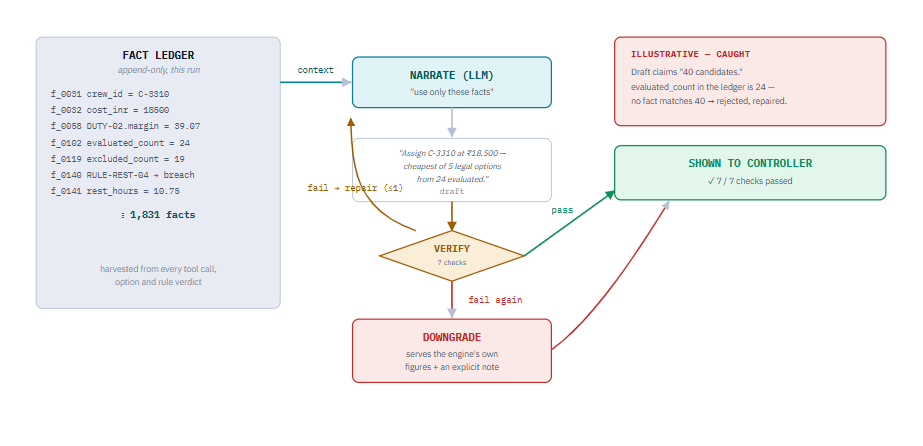 FACT LEDGER
append-only, this run
f_0031 crew_id = C-3310
f_0032 cost_inr = 18500
f_0058 DUTY-02.margin = 39.07
f_0102 evaluated_count = 24
f_0119 excluded_count = 19
f_0140 RULE-REST-04 → breach
f_0141 rest_hours = 10.75
⋮ 1,831 facts
harvested from every tool call,
option and rule verdict
context
NARRATE (LLM)
"use only these facts"
"Assign C-3310 at ₹18,500 —
cheapest of 5 legal options
from 24 evaluated."
draft
fail → repair (≤1)
VERIFY
7 checks
pass
fail again
DOWNGRADE
serves the engine's own
figures + an explicit note
ILLUSTRATIVE — CAUGHT
Draft claims "40 candidates."
evaluated_count in the ledger is 24 —
no fact matches 40 → rejected, repaired.
SHOWN TO CONTROLLER
✓ 7 / 7 checks passed